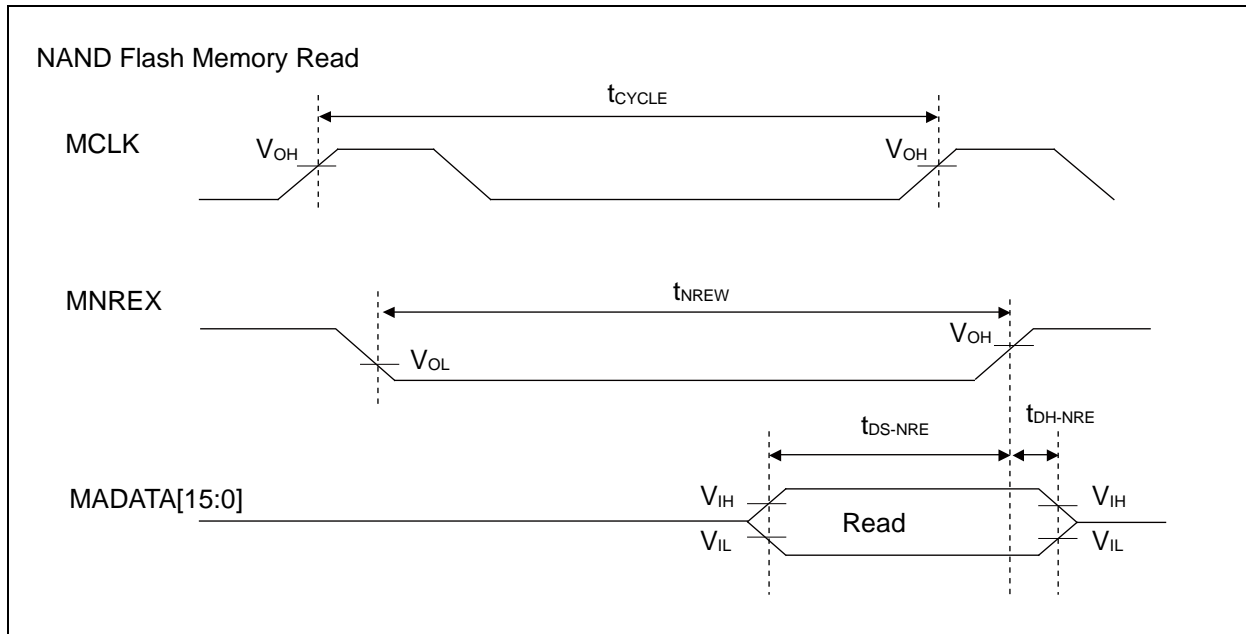 NAND Flash Memory Read
tCYCLE
MCLK
VOH
VOH
tNREW
MNREX
VOL
VOH
tDS-NRE
tDH-NRE
MADATA[15:0]
VIH
VIL
Read
VIH
VIL